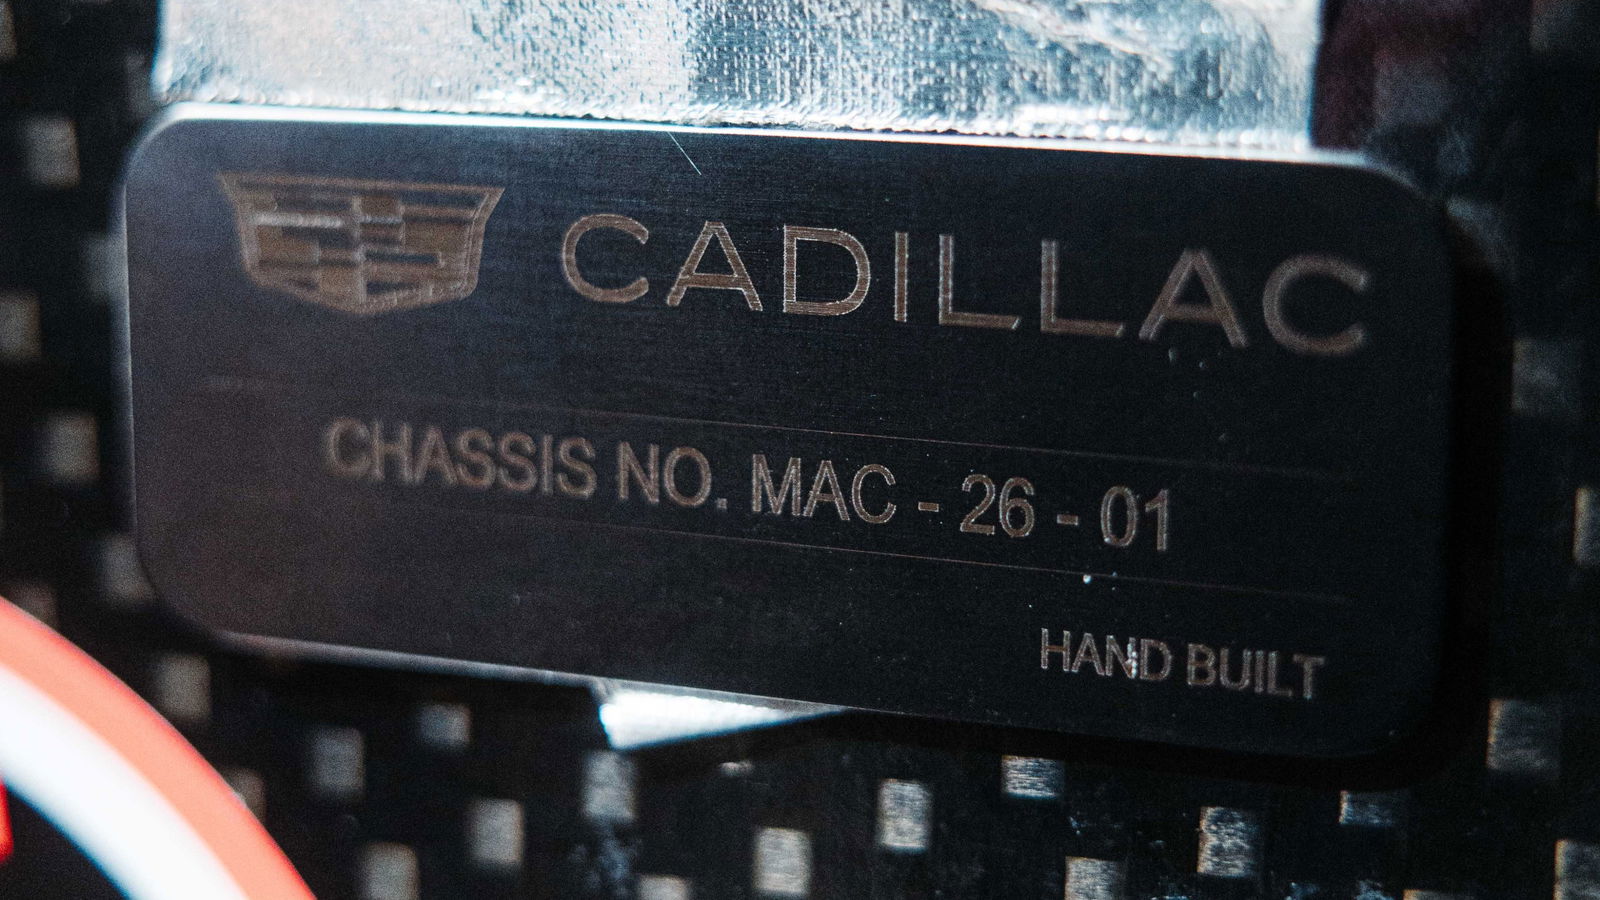 CADILLAC
CHASSIS NO. MAC - 26 - 01
HAND BUILT